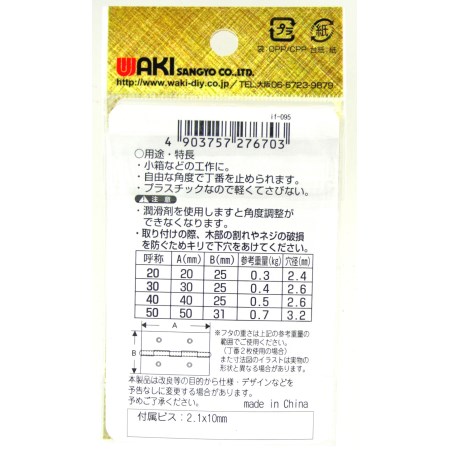 WAKI SANGYO CO.,LTD.
http://www.waki-diy.co.jp/TEL.大阪06-6723-9679
プラ 紙
袋:OPP/CPP 台紙:紙
IT-095
4 903757 276703
○用途・特長
・小箱などの工作に。
・自由な角度で丁番を止められます。
・プラスチックなので軽くてさびない。
⚠注意
・潤滑剤を使用しますと角度調整が
できなくなります。
・取り付けの際、木部の割れやネジの破損
を防ぐためキリで下穴をあけてください。
呼称 A(mm) B(mm) 参考重量(kg) 穴径(mm)
20 20 25 0.3 2.4
30 30 25 0.4 2.6
40 40 25 0.5 2.6
50 50 31 0.7 3.2
A
B
※フタの重さは上記の参考重量の
範囲でご使用ください。
(丁番2枚使用の場合)
また寸法図のイラストは実物の
形状と異なる場合があります。
本製品は改良等の目的から仕様・デザインなどを
予告なしに変更する場合があります。
予めご了承ください。
made in China
付属ビス:2.1x10mm